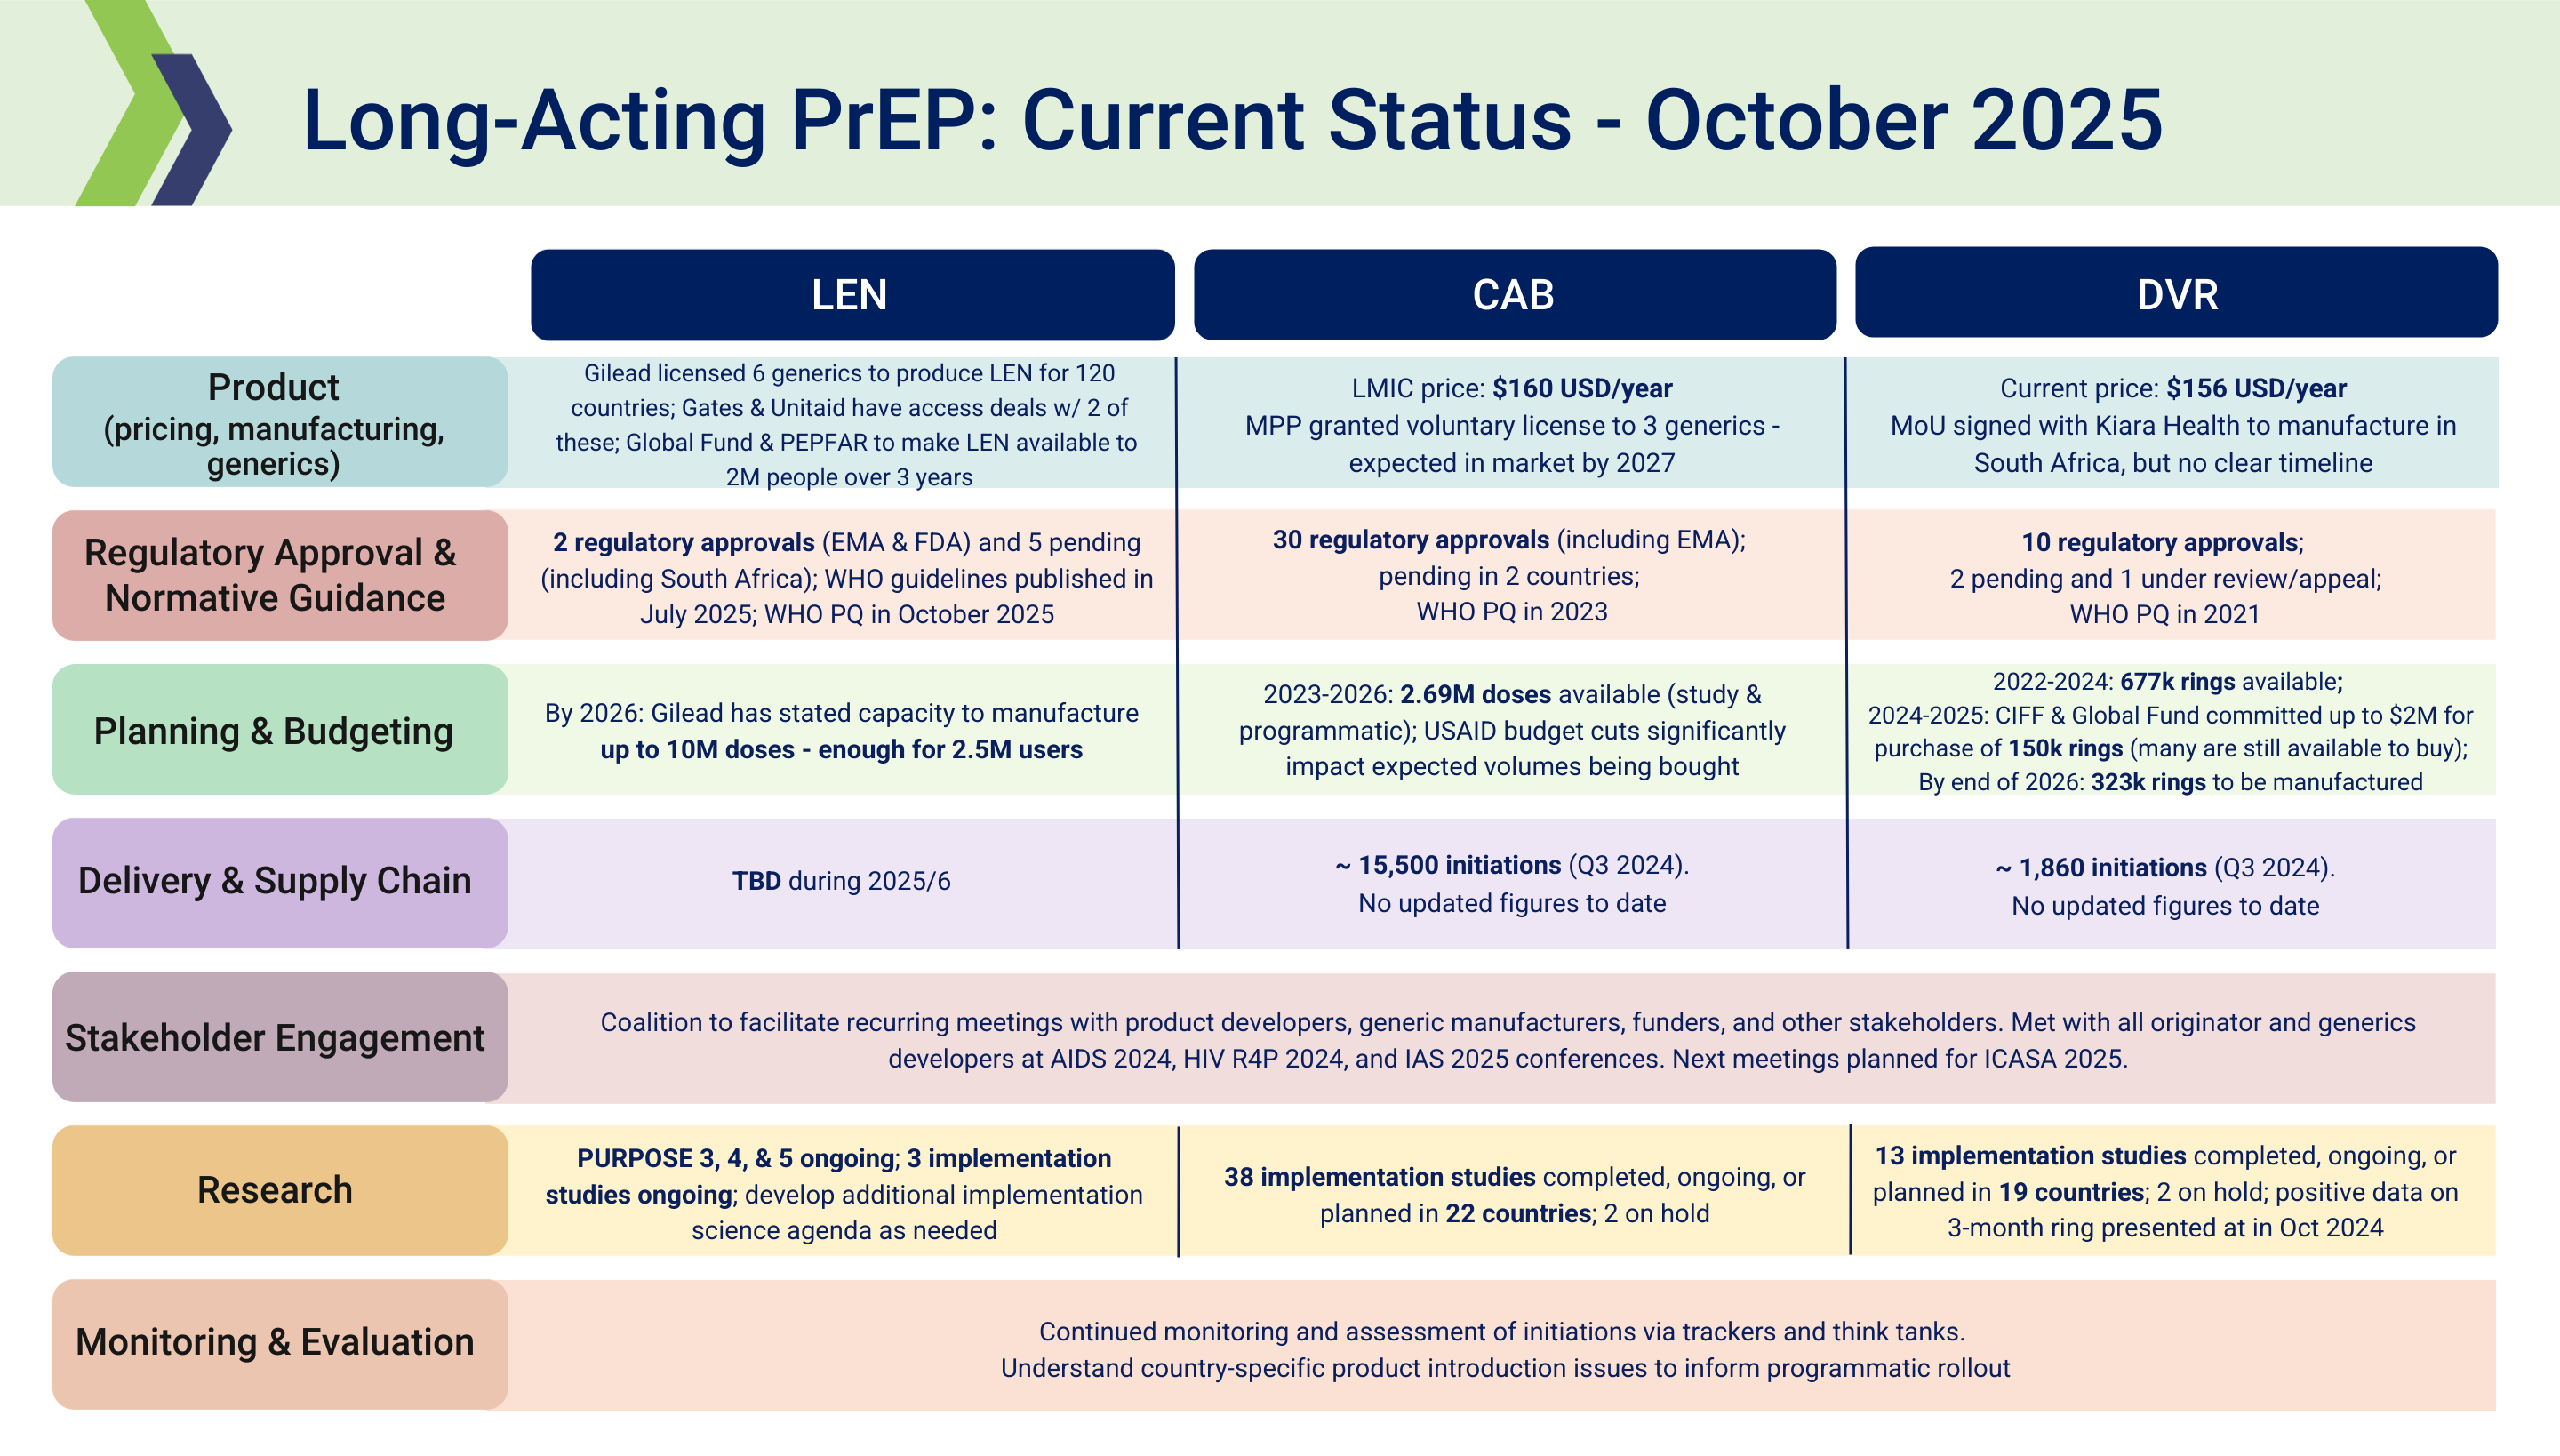 Long-Acting PrEP: Current Status - October 2025
LEN
CAB
DVR
Product
(pricing, manufacturing,
generics)
Gilead licensed 6 generics to produce LEN for 120
countries; Gates & Unitaid have access deals w/ 2 of
these; Global Fund & PEPFAR to make LEN available to
2M people over 3 years
LMIC price: $160 USD/year
MPP granted voluntary license to 3 generics -
expected in market by 2027
Current price: $156 USD/year
MoU signed with Kiara Health to manufacture in
South Africa, but no clear timeline
Regulatory Approval &
Normative Guidance
2 regulatory approvals (EMA & FDA) and 5 pending
(including South Africa); WHO guidelines published in
July 2025; WHO PQ in October 2025
30 regulatory approvals (including EMA);
pending in 2 countries;
WHO PQ in 2023
10 regulatory approvals;
2 pending and 1 under review/appeal;
WHO PQ in 2021
Planning & Budgeting
By 2026: Gilead has stated capacity to manufacture
up to 10M doses - enough for 2.5M users
2023-2026: 2.69M doses available (study &
programmatic); USAID budget cuts significantly
impact expected volumes being bought
2022-2024: 677k rings available;
2024-2025: CIFF & Global Fund committed up to $2M for
purchase of 150k rings (many are still available to buy);
By end of 2026: 323k rings to be manufactured
Delivery & Supply Chain
TBD during 2025/6
~ 15,500 initiations (Q3 2024).
No updated figures to date
~ 1,860 initiations (Q3 2024).
No updated figures to date
Stakeholder Engagement
Coalition to facilitate recurring meetings with product developers, generic manufacturers, funders, and other stakeholders. Met with all originator and generics
developers at AIDS 2024, HIV R4P 2024, and IAS 2025 conferences. Next meetings planned for ICASA 2025.
Research
PURPOSE 3, 4, & 5 ongoing; 3 implementation
studies ongoing; develop additional implementation
science agenda as needed
38 implementation studies completed, ongoing, or
planned in 22 countries; 2 on hold
13 implementation studies completed, ongoing, or
planned in 19 countries; 2 on hold; positive data on
3-month ring presented at in Oct 2024
Monitoring & Evaluation
Continued monitoring and assessment of initiations via trackers and think tanks.
Understand country-specific product introduction issues to inform programmatic rollout